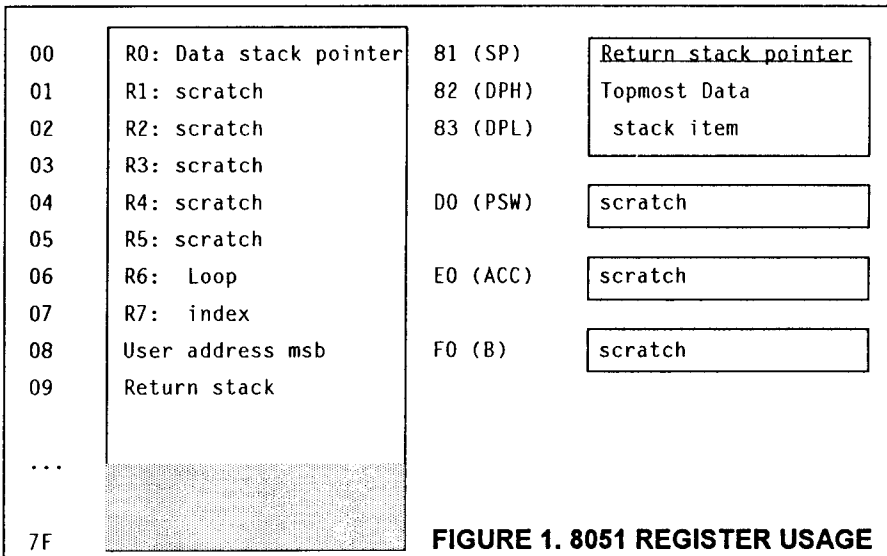 00 R0: Data stack pointer 81 (SP) Return stack pointer
01 R1: scratch 82 (DPH) Topmost Data
02 R2: scratch 83 (DPL) stack item
03 R3: scratch
04 R4: scratch D0 (PSW) scratch
05 R5: scratch
06 R6: Loop E0 (ACC) scratch
07 R7: index
08 User address msb F0 (B) scratch
09 Return stack
...
7F FIGURE 1. 8051 REGISTER USAGE